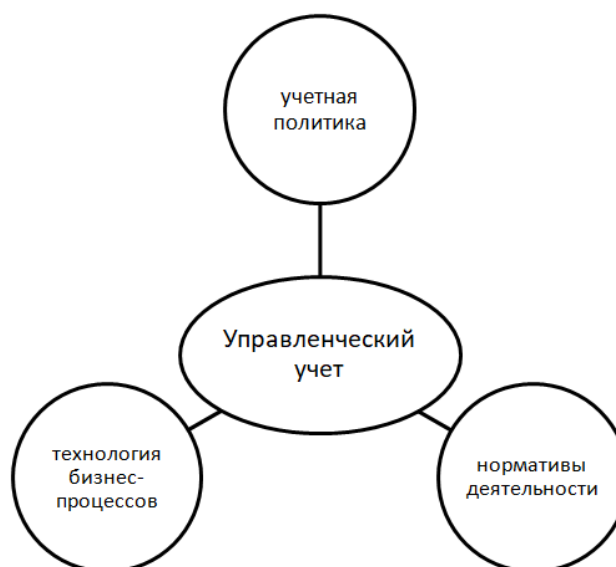 учетная
политика
Управленческий
учет
технология
бизнес-
процессов
нормативы
деятельности